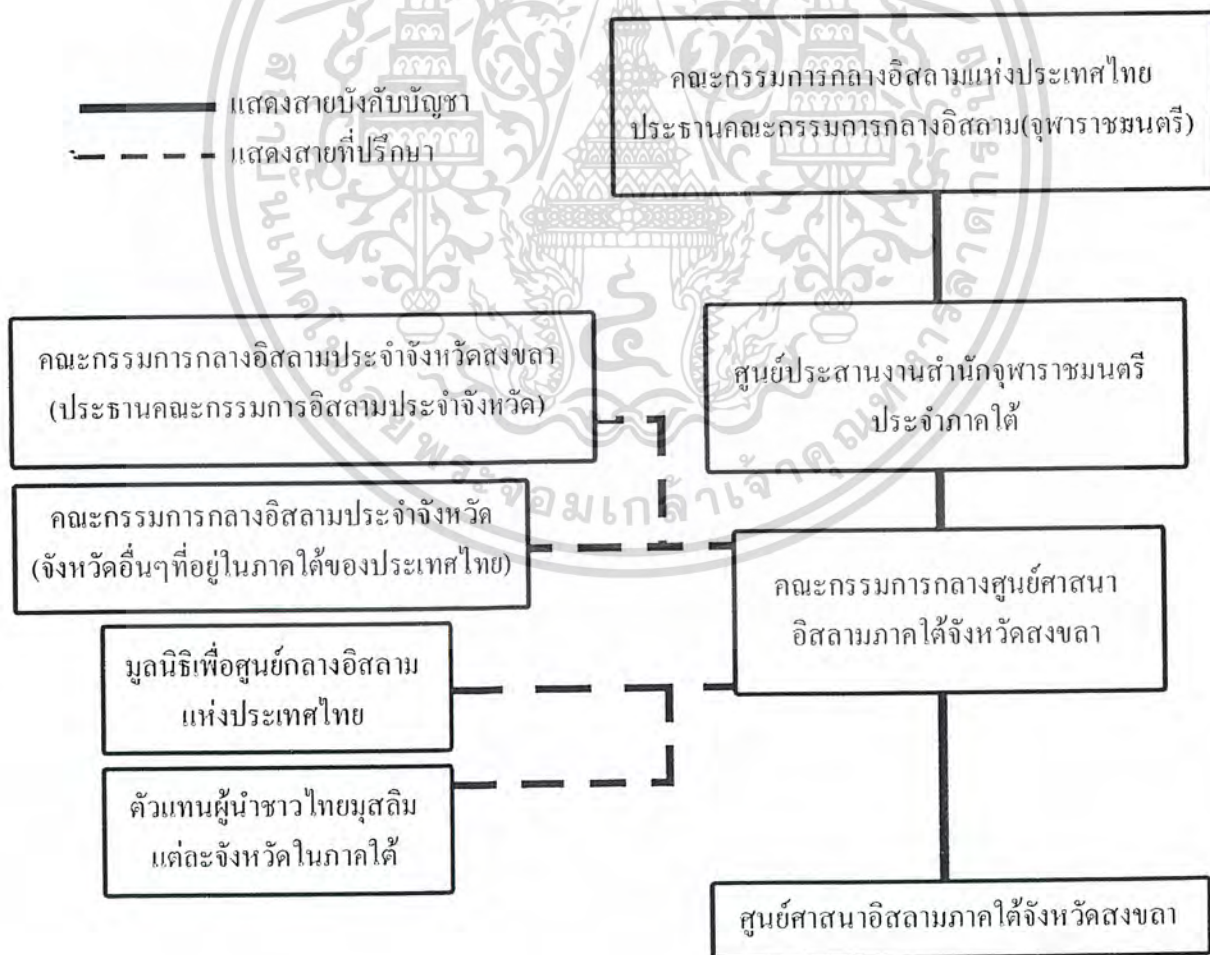 แสดงสายบังคับบัญชา
แสดงสายที่ปรึกษา
คณะกรรมการกลางอิสลามแห่งประเทศไทย
ประธานคณะกรรมการกลางอิสลาม(จุฬาราชมนตรี)
คณะกรรมการกลางอิสลามประจำจังหวัดสงขลา
(ประธานคณะกรรมการอิสลามประจำจังหวัด)
ศูนย์ประสานงานสำนักจุฬาราชมนตรี
ประจำภาคใต้
คณะกรรมการกลางอิสลามประจำจังหวัด
(จังหวัดอื่นๆที่อยู่ในภาคใต้ของประเทศไทย)
คณะกรรมการกลางศูนย์ศาสนา
อิสลามภาคใต้จังหวัดสงขลา
มูลนิธิเพื่อศูนย์กลางอิสลาม
แห่งประเทศไทย
ตัวแทนผู้นำชาวไทยมุสลิม
แต่ละจังหวัดในภาคใต้
ศูนย์ศาสนาอิสลามภาคใต้จังหวัดสงขลา